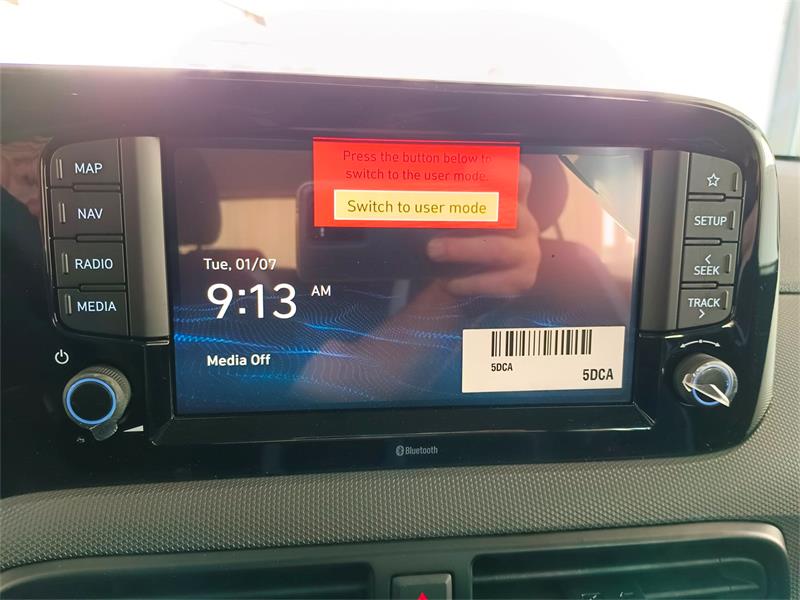 MAP
NAV
RADIO
MEDIA
Press the button below to
switch to the user mode.
Switch to user mode
Tue, 01/07
9:13 AM
Media Off
5DCA
5DCA
SETUP
SEEK
TRACK
Bluetooth